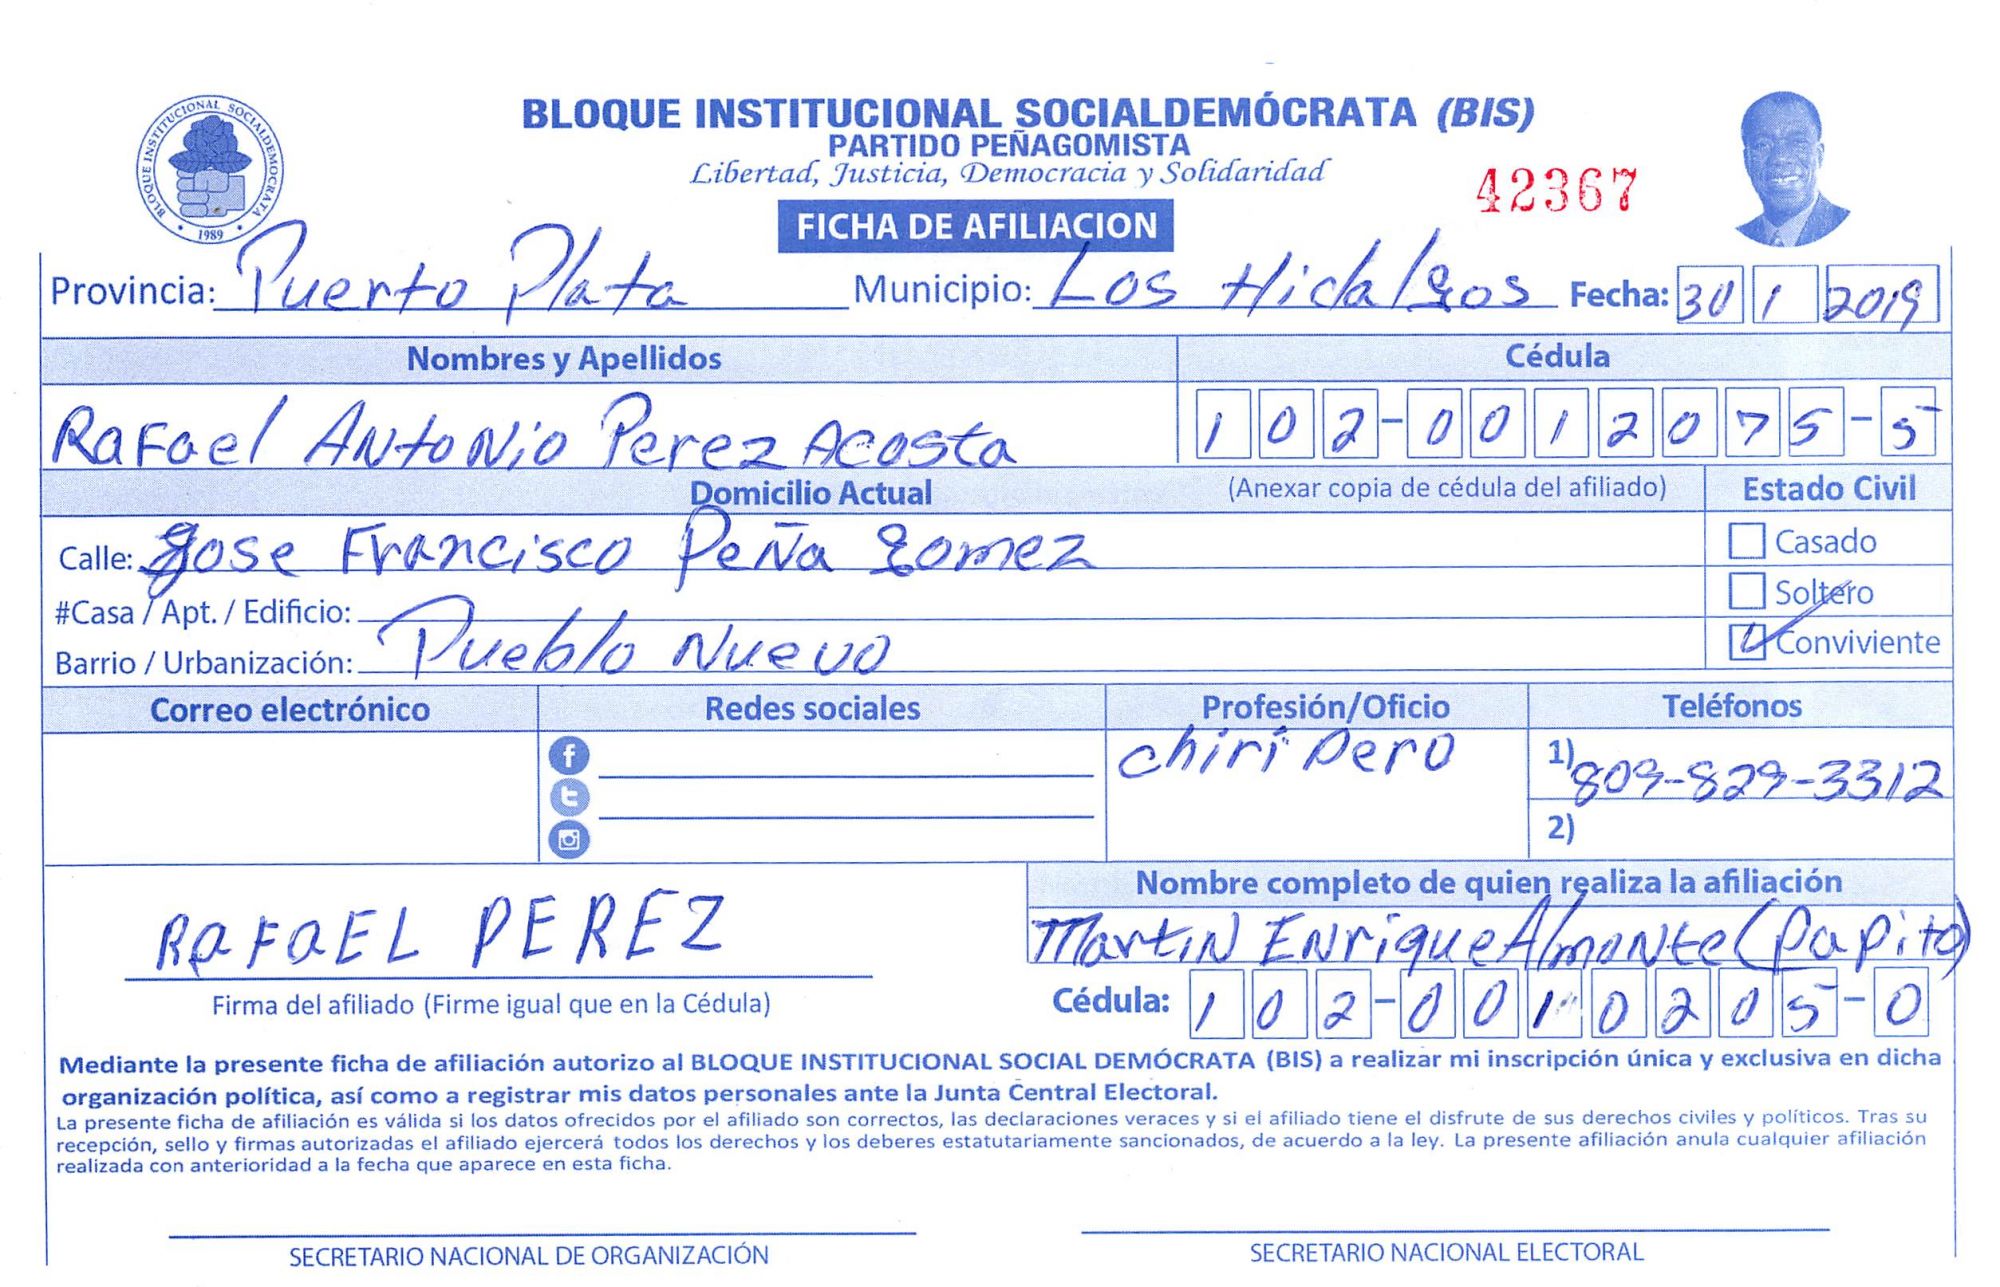 BLOQUE INSTITUCIONAL SOCIALDEMOCRATA
1989
BLOQUE INSTITUCIONAL SOCIALDEMÓCRATA (BIS)
PARTIDO PEÑAGOMISTA
Libertad, Justicia, Democracia y Solidaridad
42367
FICHA DE AFILIACION
Provincia: Puerto Plata Municipio: Los Hidalgos Fecha: 30 1 2019
Nombres y Apellidos Cédula
Rafael Antonio Perez Acosta 102-0012075-5
Domicilio Actual (Anexar copia de cédula del afiliado) Estado Civil
Calle: Jose Francisco Peña Gomez Casado
#Casa / Apt. / Edificio: Soltero
Barrio / Urbanización: Pueblo Nuevo Conviviente
Correo electrónico Redes sociales Profesión/Oficio Teléfonos
chiripero 1) 809-829-3312
2)
Nombre completo de quien realiza la afiliación
RAFAEL PEREZ Martin Enrique Almonte (Papito)
Firma del afiliado (Firme igual que en la Cédula) Cédula: 102-0010205-0
Mediante la presente ficha de afiliación autorizo al BLOQUE INSTITUCIONAL SOCIAL DEMÓCRATA (BIS) a realizar mi inscripción única y exclusiva en dicha
organización política, así como a registrar mis datos personales ante la Junta Central Electoral.
La presente ficha de afiliación es válida si los datos ofrecidos por el afiliado son correctos, las declaraciones veraces y si el afiliado tiene el disfrute de sus derechos civiles y políticos. Tras su
recepción, sello y firmas autorizadas el afiliado ejercerá todos los derechos y los deberes estatutariamente sancionados, de acuerdo a la ley. La presente afiliación anula cualquier afiliación
realizada con anterioridad a la fecha que aparece en esta ficha.
SECRETARIO NACIONAL DE ORGANIZACIÓN SECRETARIO NACIONAL ELECTORAL